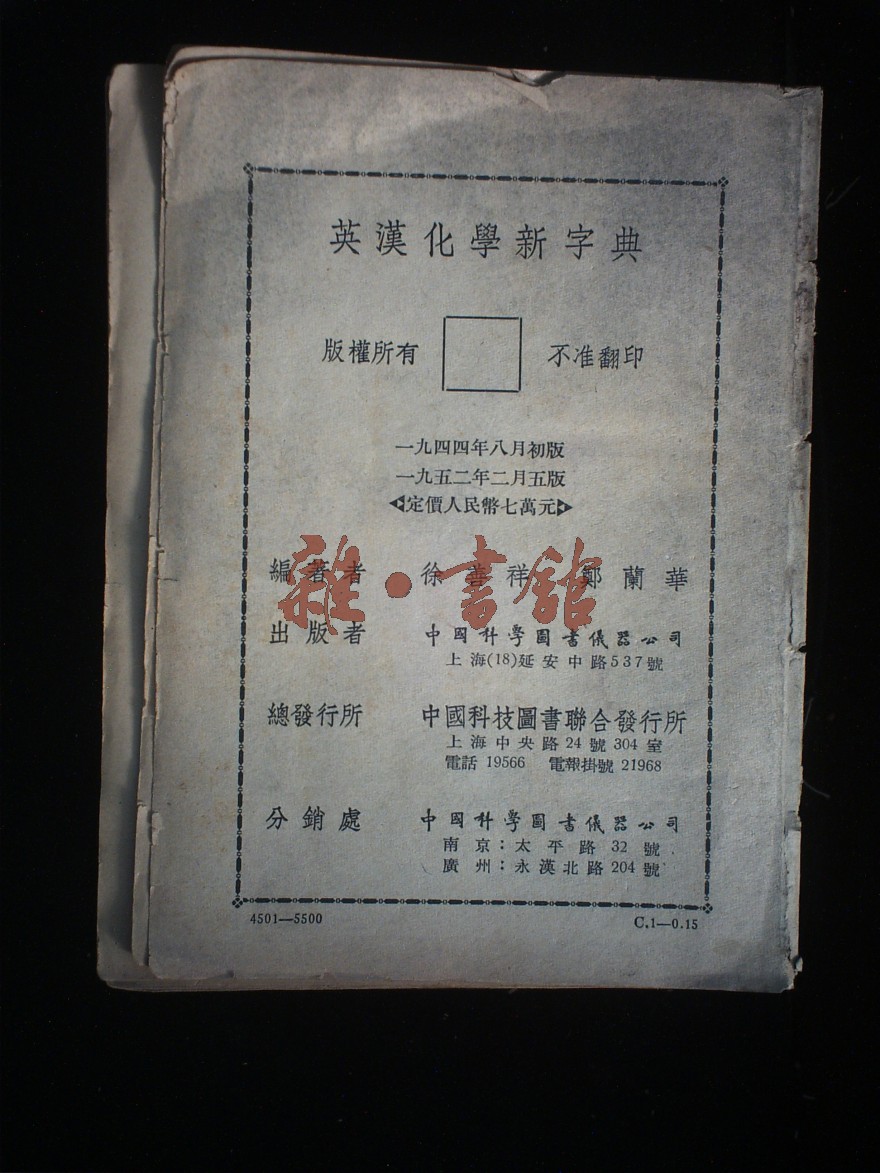 英漢化學新字典
版權所有 不准翻印
一九四四年八月初版
一九五二年二月五版
定價人民幣七萬元
編著者 徐善祥 鄭蘭華
出版者 中國科學圖書儀器公司
上海(18)延安中路537號
總發行所 中國科技圖書聯合發行所
上海中央路24號304室
電話 19566 電報掛號 21968
分銷處 中國科學圖書儀器公司
南京：太平路 32 號
廣州：永漢北路 204 號
4501—5500 C.1—0.15
雜·書館